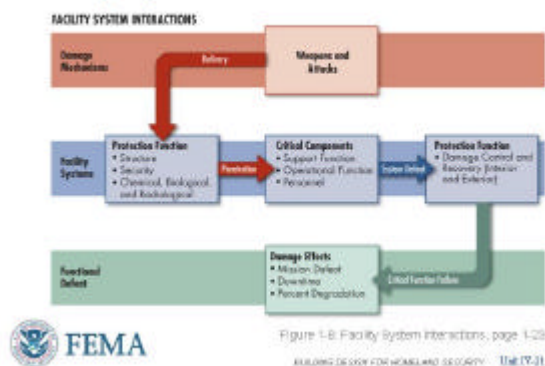 FACILITY SYSTEM INTERACTIONS
Damage
Mechanisms
Delivery
Weapons and
Attacks
Facility
Systems
Protection Function
• Structure
• Security
• Chemical, Biological,
and Radiological
Penetration
Critical Components
• Support Function
• Operational Function
• Personnel
System Defeat
Protection Function
• Damage Control and
Recovery (Interior
and Exterior)
Functional
Defeat
Damage Effects
• Mission Defeat
• Downtime
• Percent Degradation
Critical Function Failure
FEMA
Figure 1-8: Facility System Interactions, page 1-23
BUILDING DESIGN FOR HOMELAND SECURITY